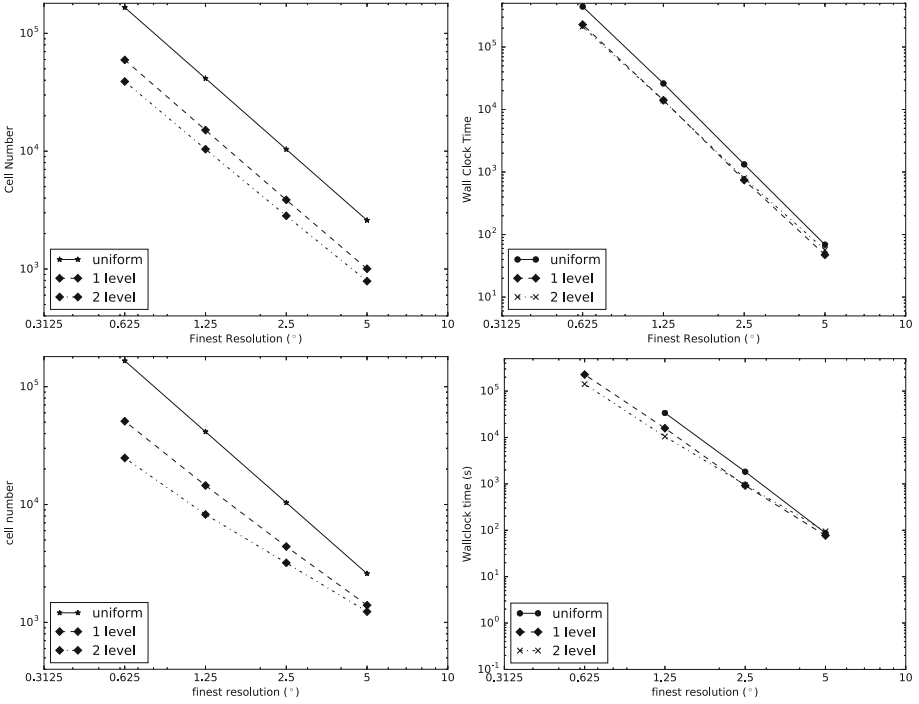 10^5
10^4
10^3
Cell Number
uniform
1 level
2 level
0.3125 0.625 1.25 2.5 5 10
Finest Resolution (°)
10^5
10^4
10^3
10^2
10^1
Wall Clock Time
uniform
1 level
2 level
0.3125 0.625 1.25 2.5 5 10
Finest Resolution (°)
10^5
10^4
10^3
cell number
uniform
1 level
2 level
0.3125 0.625 1.25 2.5 5 10
finest resolution (°)
10^5
10^4
10^3
10^2
10^1
10^0
10^-1
Wallclock time (s)
uniform
1 level
2 level
0.3125 0.625 1.25 2.5 5 10
finest resolution (°)